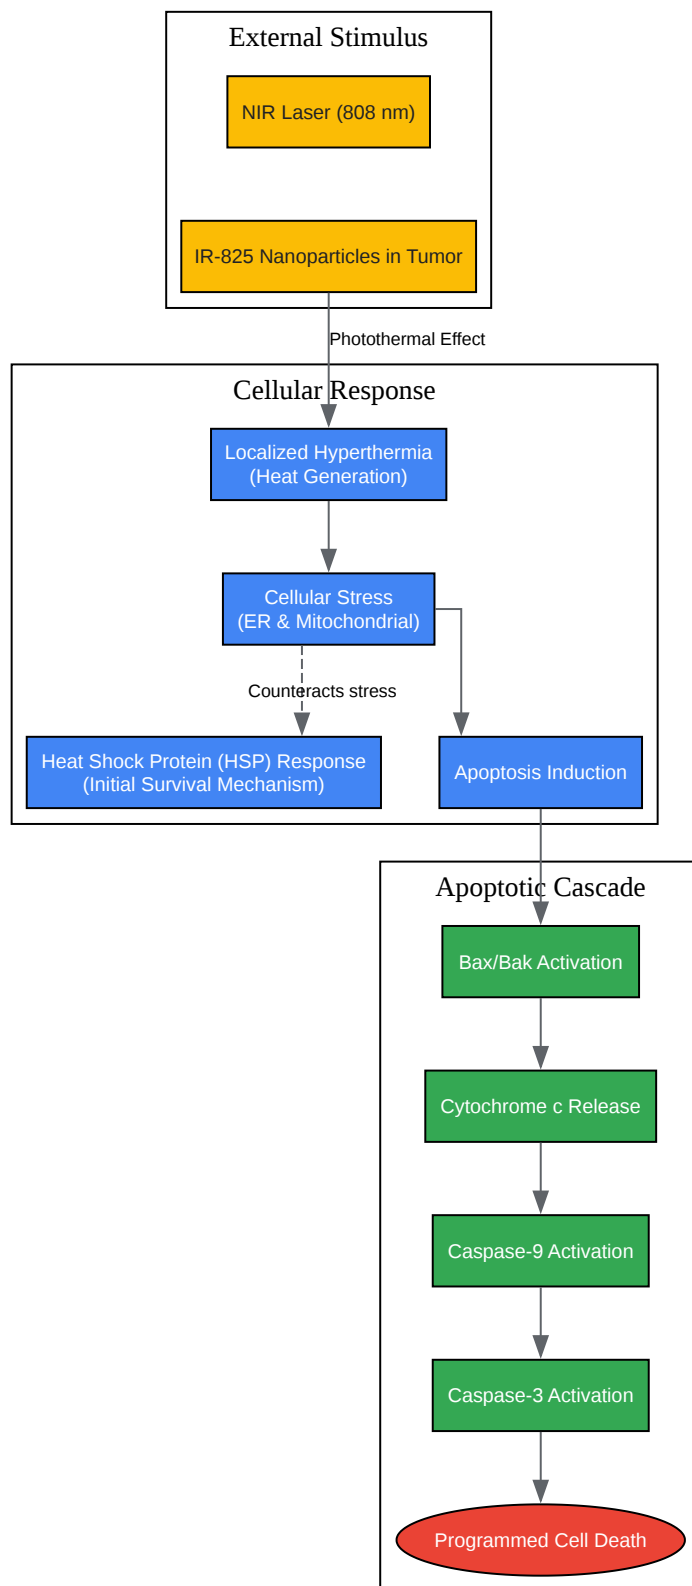 External Stimulus
NIR Laser (808 nm)
IR-825 Nanoparticles in Tumor
Photothermal Effect
Cellular Response
Localized Hyperthermia
(Heat Generation)
Cellular Stress
(ER & Mitochondrial)
Counteracts stress
Heat Shock Protein (HSP) Response
(Initial Survival Mechanism)
Apoptosis Induction
Apoptotic Cascade
Bax/Bak Activation
Cytochrome c Release
Caspase-9 Activation
Caspase-3 Activation
Programmed Cell Death